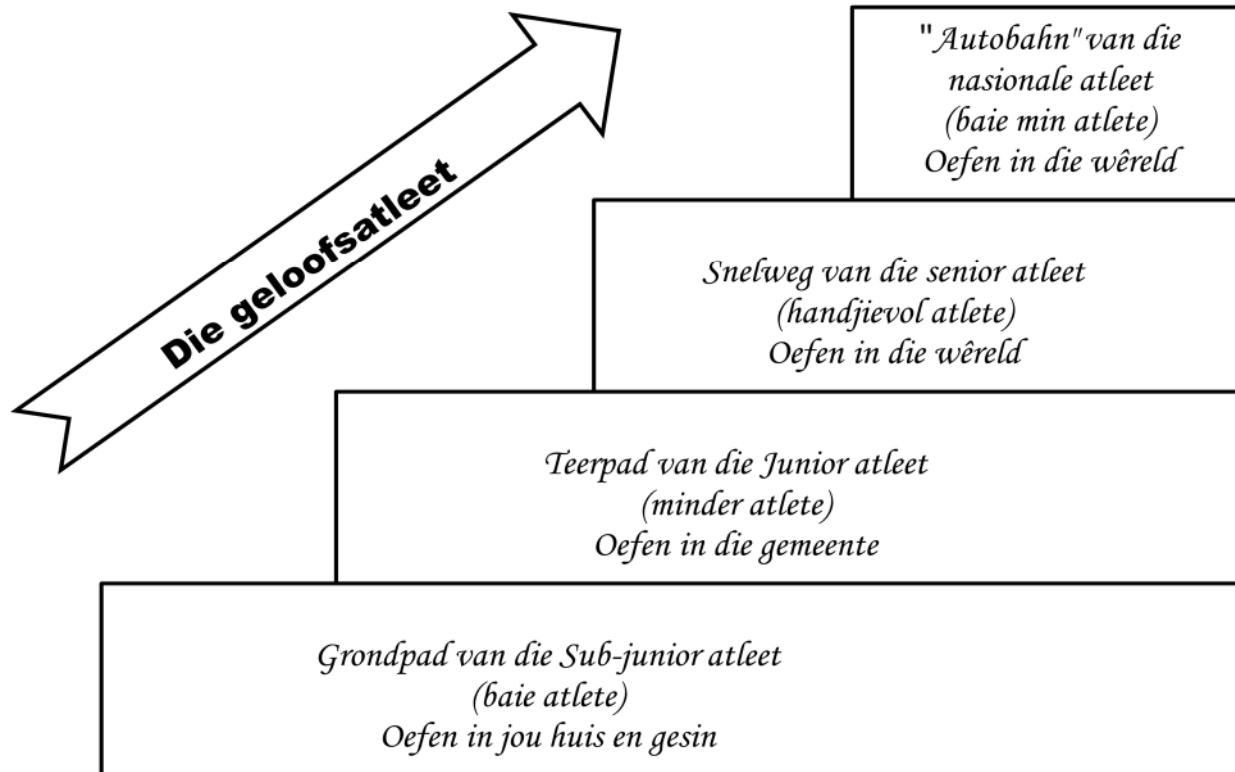 "Autobahn" van die
nasionale atleet
(baie min atlete)
Oefen in die wêreld
Die geloofsatleet
Snelweg van die senior atleet
(handjievol atlete)
Oefen in die wêreld
Teerpad van die Junior atleet
(minder atlete)
Oefen in die gemeente
Grondpad van die Sub-junior atleet
(baie atlete)
Oefen in jou huis en gesin